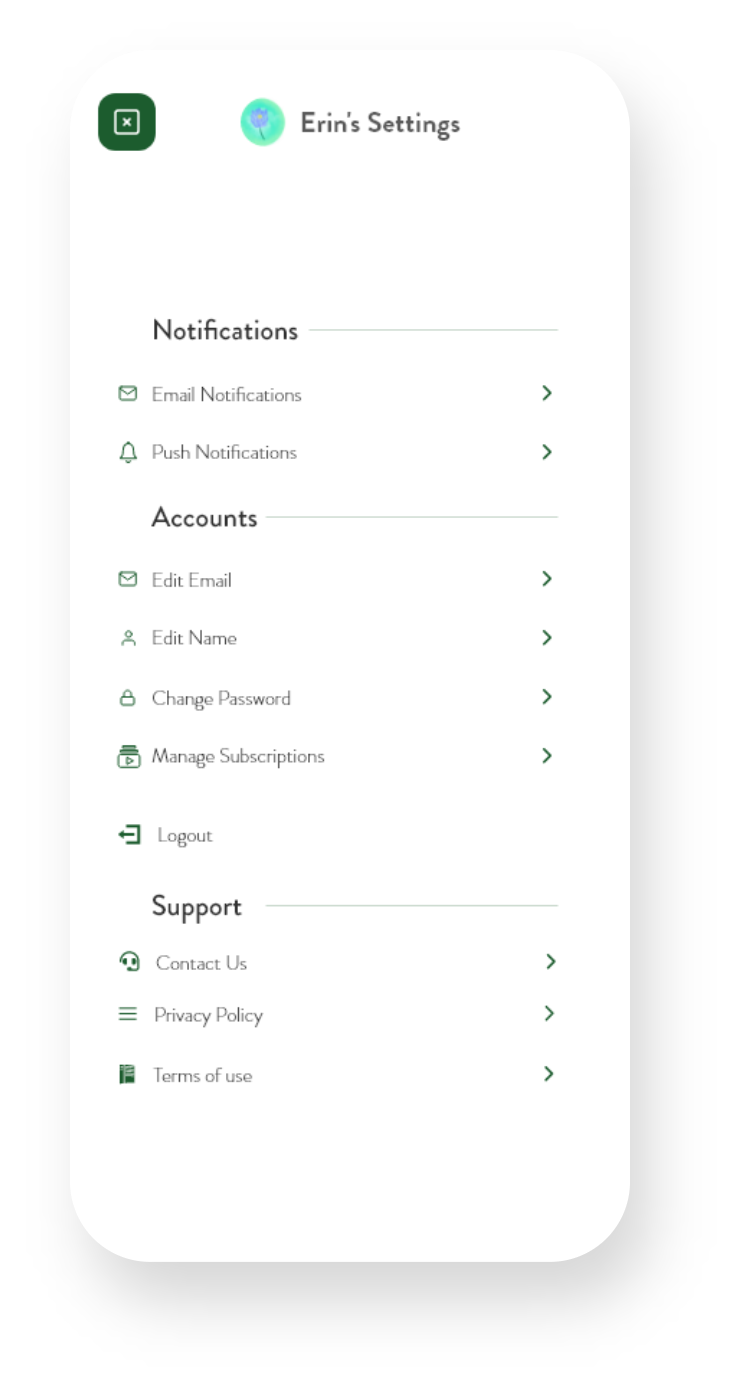 Erin's Settings
Notifications
Email Notifications
Push Notifications
Accounts
Edit Email
Edit Name
Change Password
Manage Subscriptions
Logout
Support
Contact Us
Privacy Policy
Terms of use